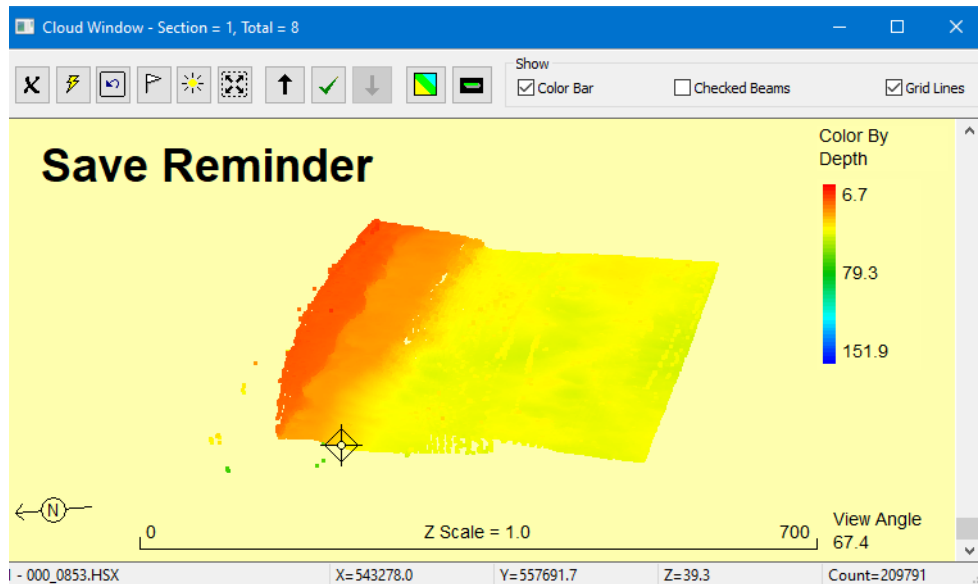 Cloud Window - Section = 1, Total = 8
Show
Color Bar
Checked Beams
Grid Lines
Save Reminder
Color By
Depth
6.7
79.3
151.9
N
0
Z Scale = 1.0
700
View Angle
67.4
- 000_0853.HSX
X=543278.0
Y=557691.7
Z=39.3
Count=209791